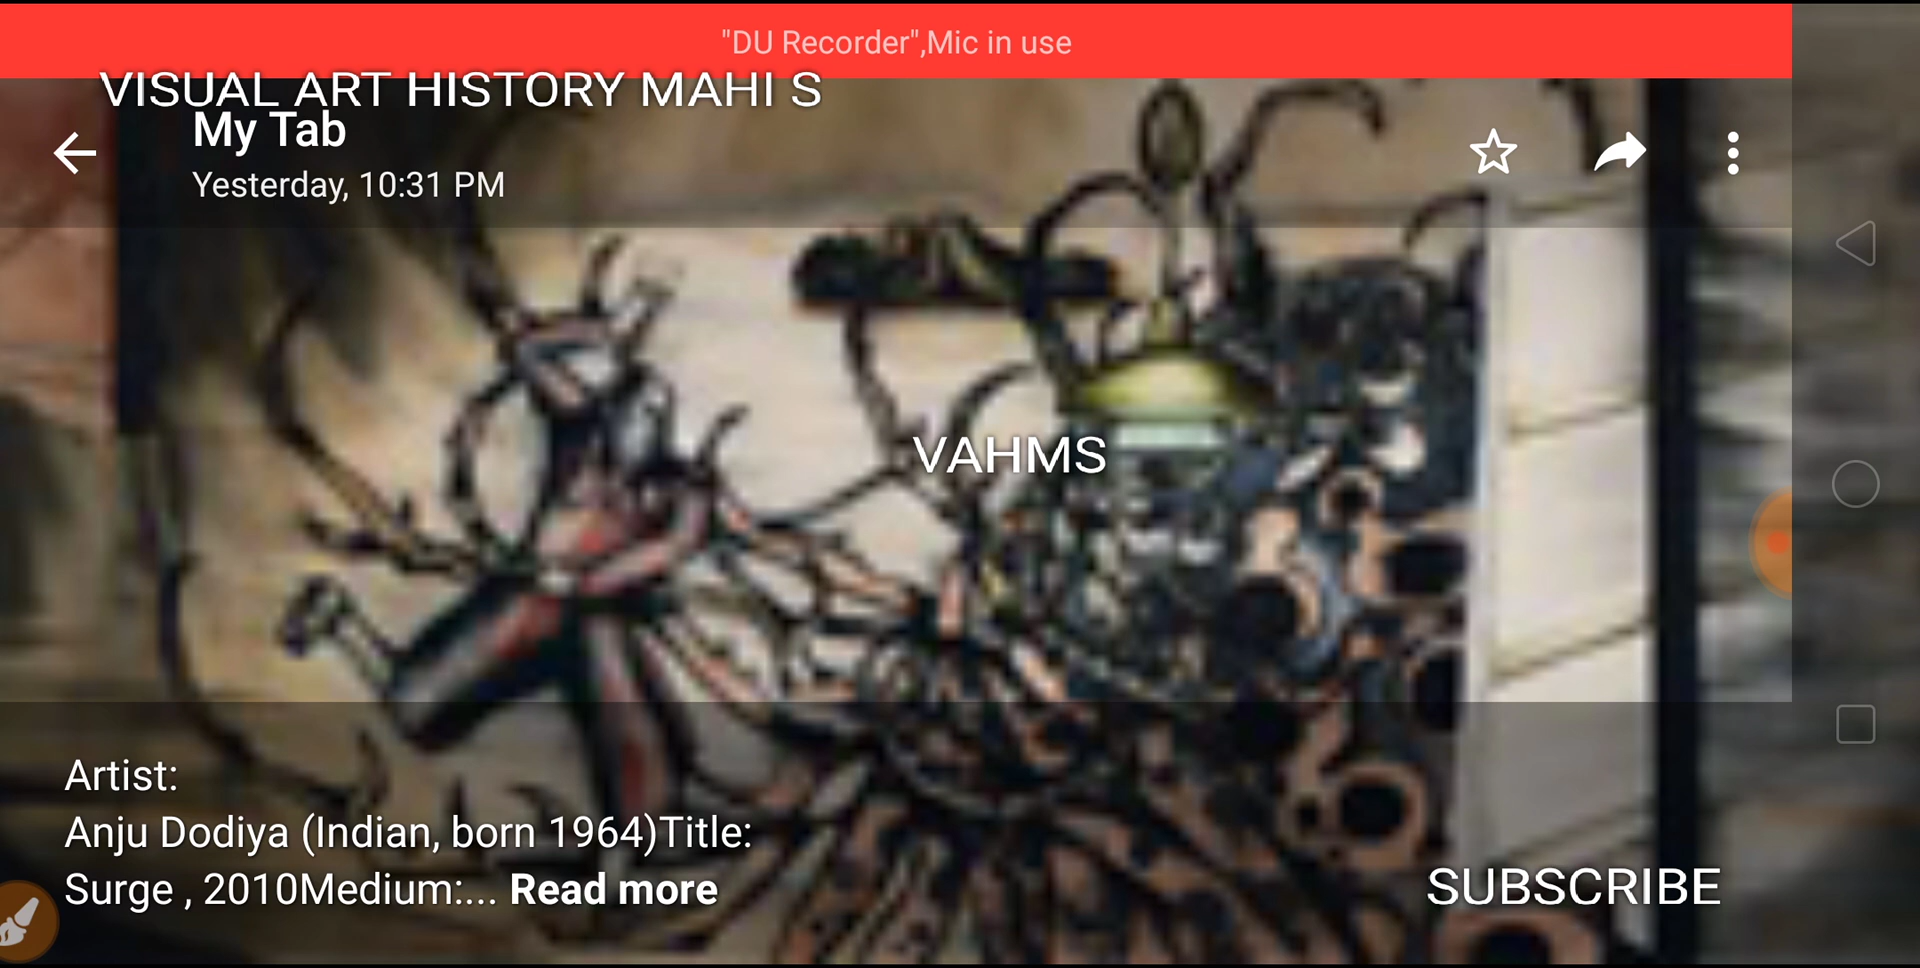 "DU Recorder",Mic in use
VISUAL ART HISTORY MAHI S
My Tab
Yesterday, 10:31 PM
VAHMS
Artist:
Anju Dodiya (Indian, born 1964)Title:
Surge , 2010Medium:... Read more
SUBSCRIBE